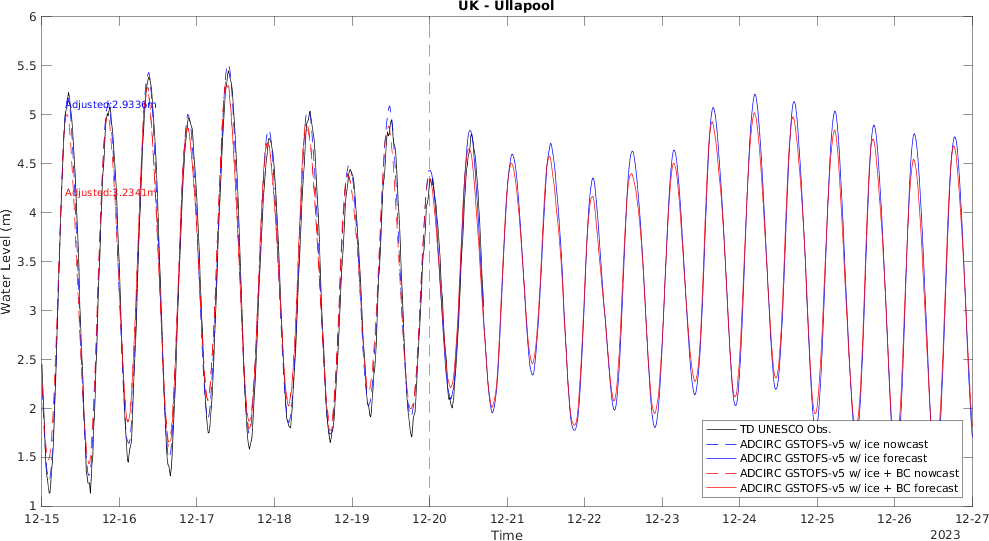 UK - Ullapool
6
5.5
5
4.5
4
3.5
3
2.5
2
1.5
1
Water Level (m)
Adjusted:2.9336m
Adjusted:3.2341m
TD UNESCO Obs.
ADCIRC GSTOFS-v5 w/ ice nowcast
ADCIRC GSTOFS-v5 w/ ice forecast
ADCIRC GSTOFS-v5 w/ ice + BC nowcast
ADCIRC GSTOFS-v5 w/ ice + BC forecast
12-15 12-16 12-17 12-18 12-19 12-20 12-21 12-22 12-23 12-24 12-25 12-26 12-27
Time
2023